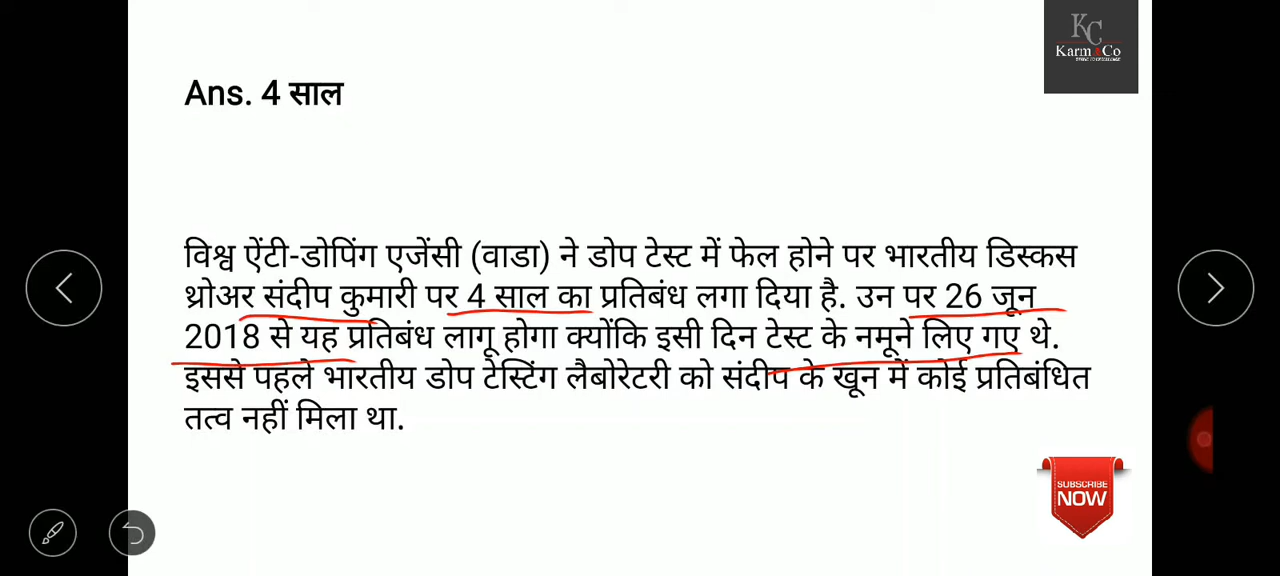 KC
Karm&Co
Ans. 4 साल
विश्व ऐंटी-डोपिंग एजेंसी (वाडा) ने डोप टेस्ट में फेल होने पर भारतीय डिस्कस
थ्रोअर संदीप कुमारी पर 4 साल का प्रतिबंध लगा दिया है. उन पर 26 जून
2018 से यह प्रतिबंध लागू होगा क्योंकि इसी दिन टेस्ट के नमूने लिए गए थे.
इससे पहले भारतीय डोप टेस्टिंग लैबोरेटरी को संदीप के खून में कोई प्रतिबंधित
तत्व नहीं मिला था.
SUBSCRIBE
NOW